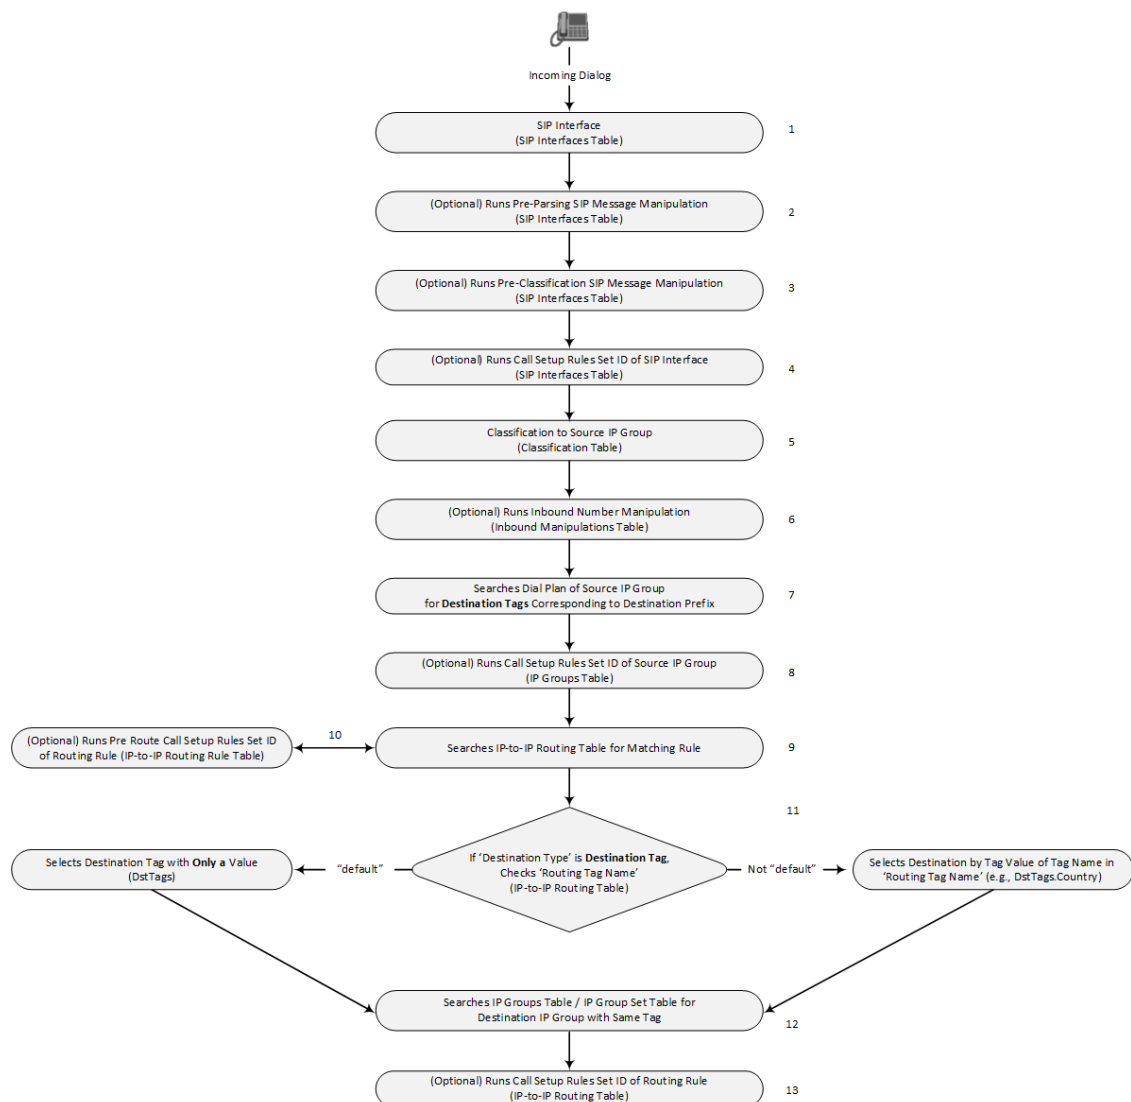 Incoming Dialog
SIP Interface
(SIP Interfaces Table)
1
(Optional) Runs Pre-Parsing SIP Message Manipulation
(SIP Interfaces Table)
2
(Optional) Runs Pre-Classification SIP Message Manipulation
(SIP Interfaces Table)
3
(Optional) Runs Call Setup Rules Set ID of SIP Interface
(SIP Interfaces Table)
4
Classification to Source IP Group
(Classification Table)
5
(Optional) Runs Inbound Number Manipulation
(Inbound Manipulations Table)
6
Searches Dial Plan of Source IP Group
for Destination Tags Corresponding to Destination Prefix
7
(Optional) Runs Call Setup Rules Set ID of Source IP Group
(IP Groups Table)
8
(Optional) Runs Pre Route Call Setup Rules Set ID
of Routing Rule (IP-to-IP Routing Rule Table)
10
Searches IP-to-IP Routing Table for Matching Rule
9
11
Selects Destination Tag with Only a Value
(DstTags)
"default"
If 'Destination Type' is Destination Tag,
Checks 'Routing Tag Name'
(IP-to-IP Routing Table)
Not "default"
Selects Destination by Tag Value of Tag Name in
'Routing Tag Name' (e.g., DstTags.Country)
Searches IP Groups Table / IP Group Set Table for
Destination IP Group with Same Tag
12
(Optional) Runs Call Setup Rules Set ID of Routing Rule
(IP-to-IP Routing Table)
13